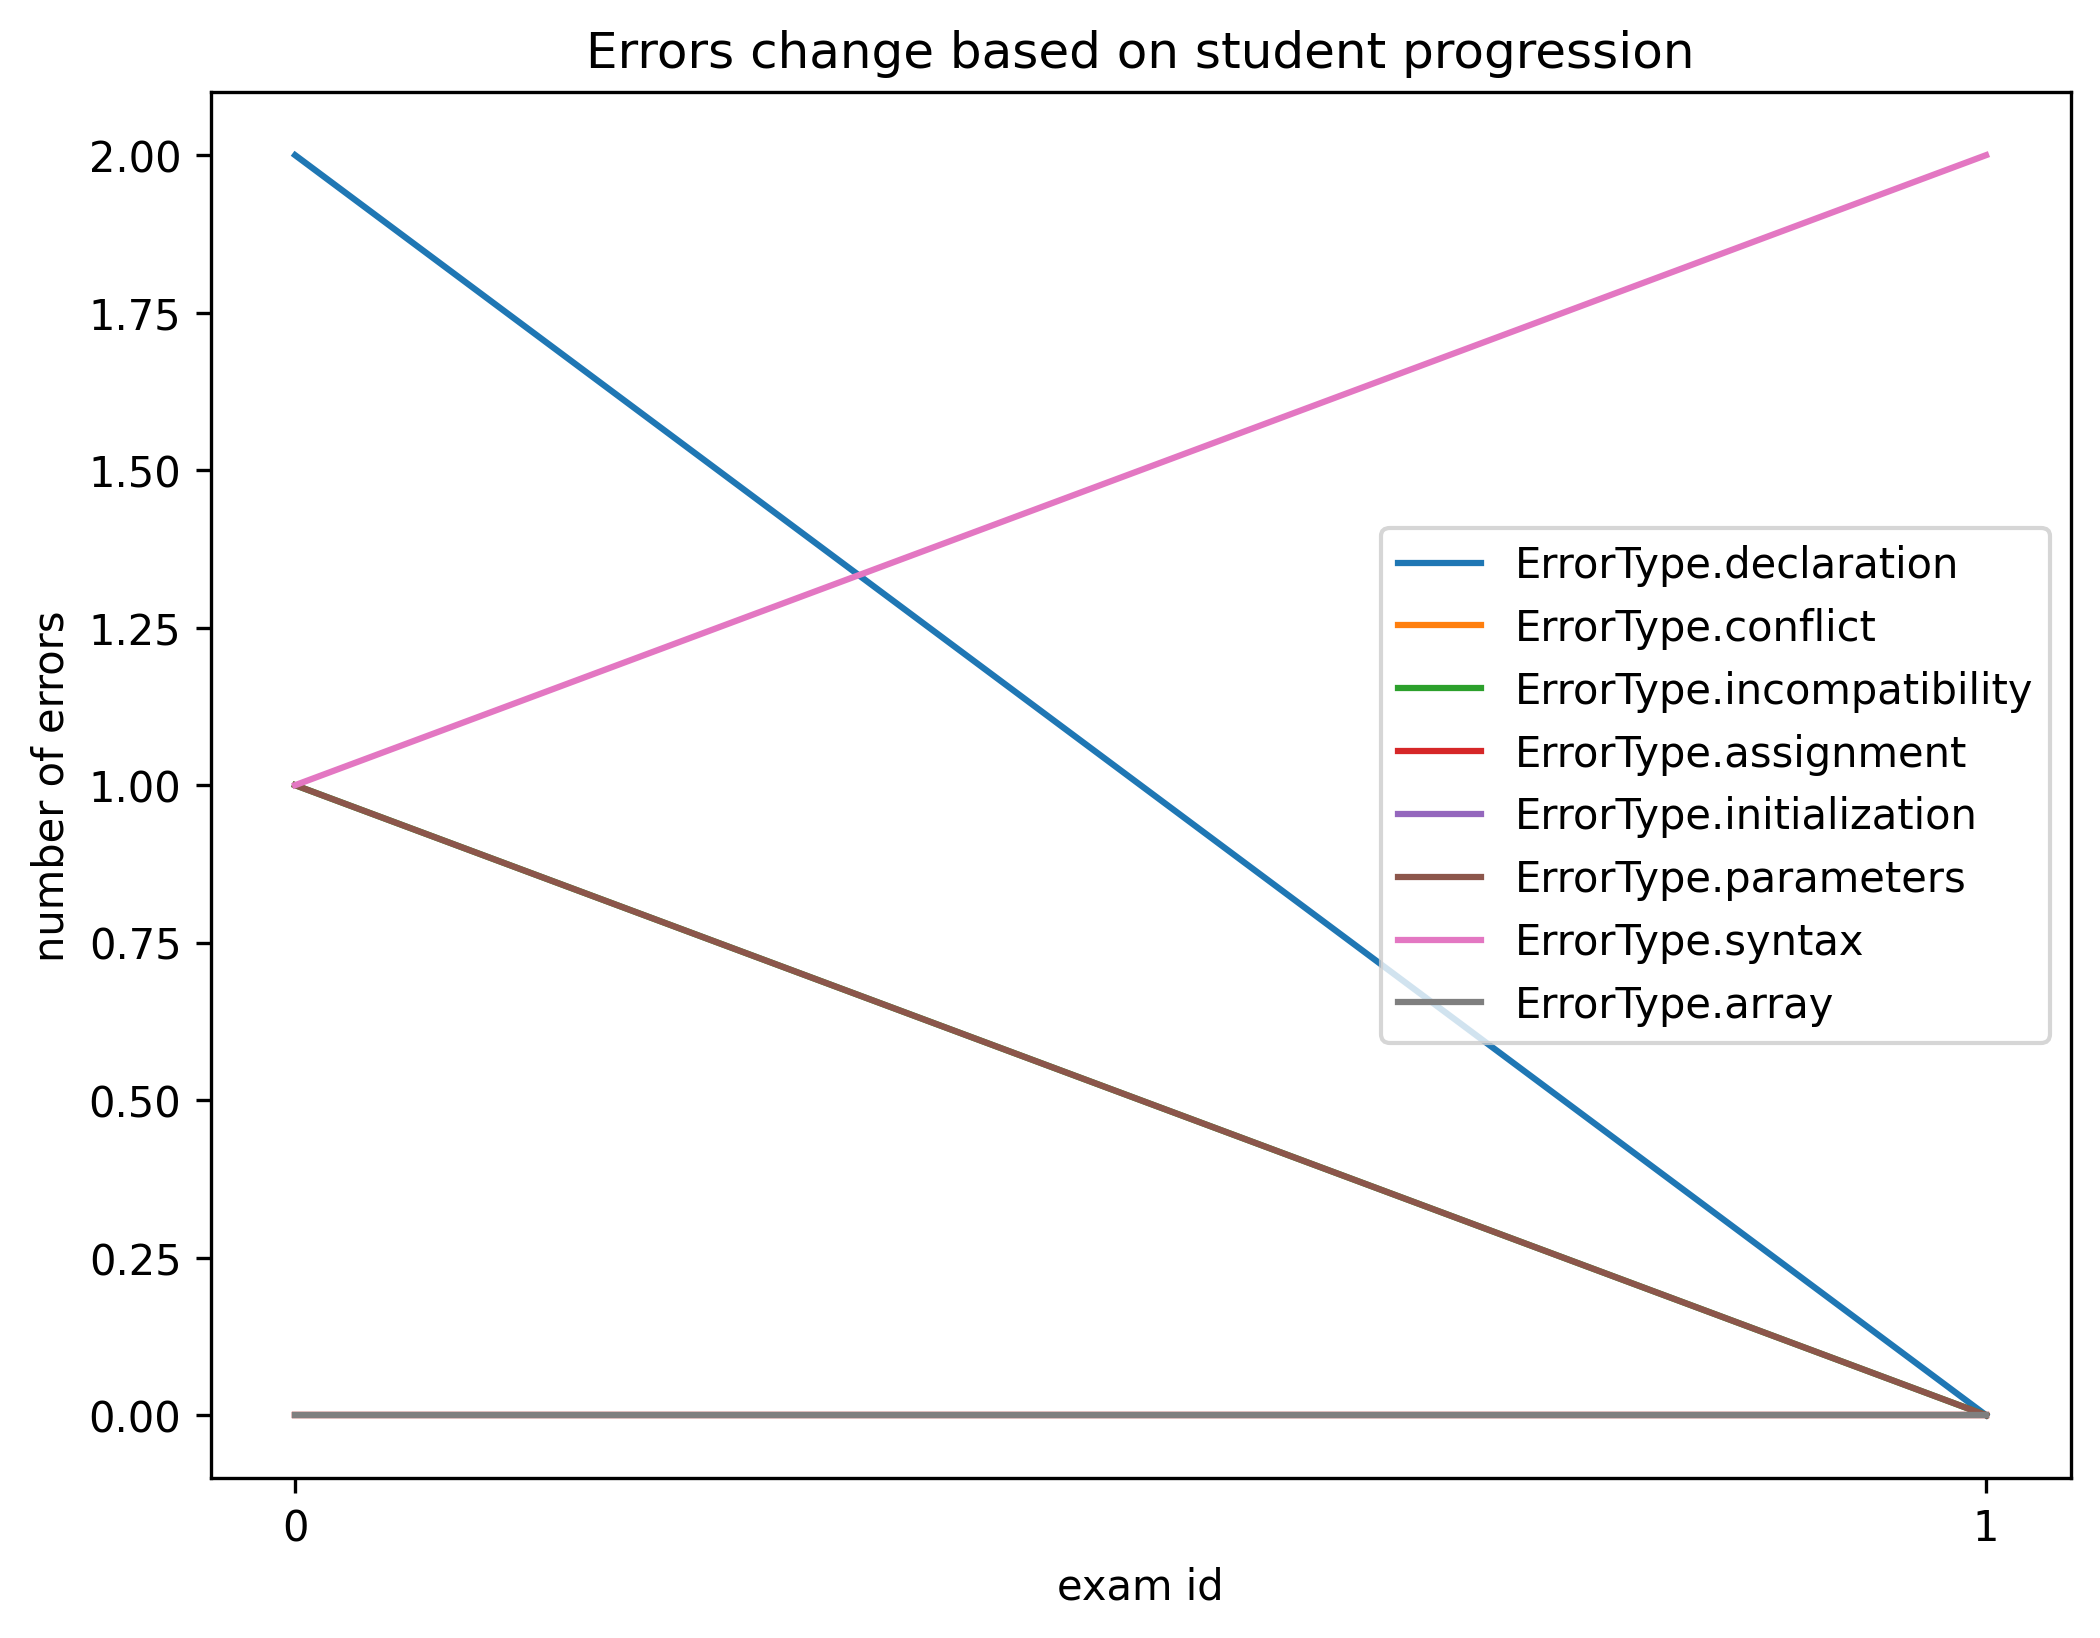 Errors change based on student progression
2.00
1.75
1.50
1.25
1.00
0.75
0.50
0.25
0.00
number of errors
ErrorType.declaration
ErrorType.conflict
ErrorType.incompatibility
ErrorType.assignment
ErrorType.initialization
ErrorType.parameters
ErrorType.syntax
ErrorType.array
0 1
exam id